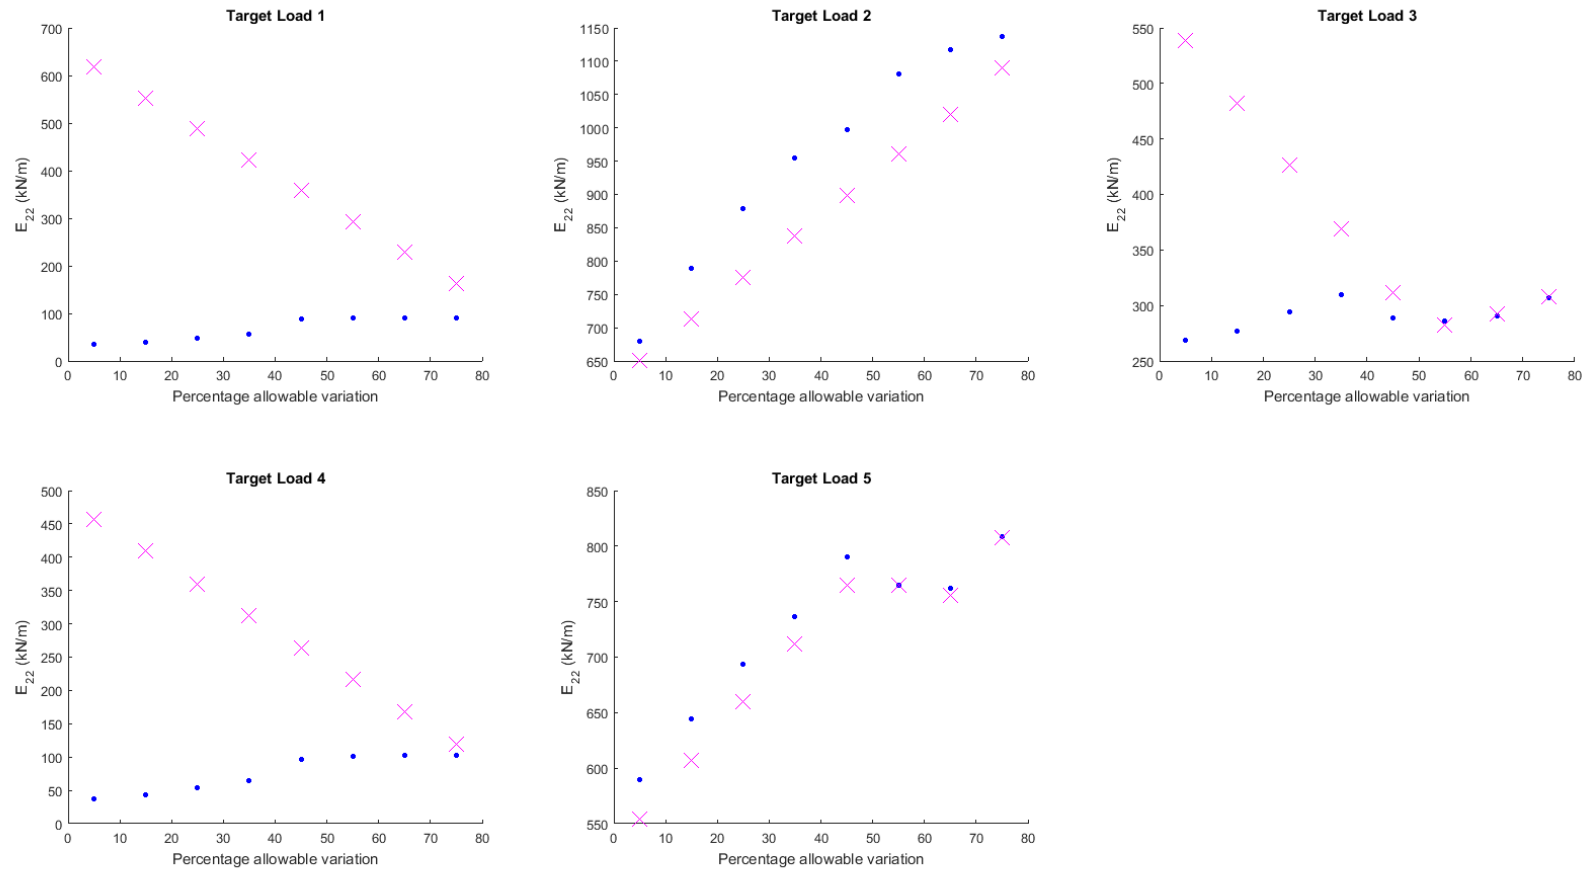 Target Load 1
700
600
500
400
300
200
100
0
E22 (kN/m)
0 10 20 30 40 50 60 70 80
Percentage allowable variation
Target Load 2
1150
1100
1050
1000
950
900
850
800
750
700
650
E22 (kN/m)
0 10 20 30 40 50 60 70 80
Percentage allowable variation
Target Load 3
550
500
450
400
350
300
250
E22 (kN/m)
0 10 20 30 40 50 60 70 80
Percentage allowable variation
Target Load 4
500
450
400
350
300
250
200
150
100
50
0
E22 (kN/m)
0 10 20 30 40 50 60 70 80
Percentage allowable variation
Target Load 5
850
800
750
700
650
600
550
E22 (kN/m)
0 10 20 30 40 50 60 70 80
Percentage allowable variation